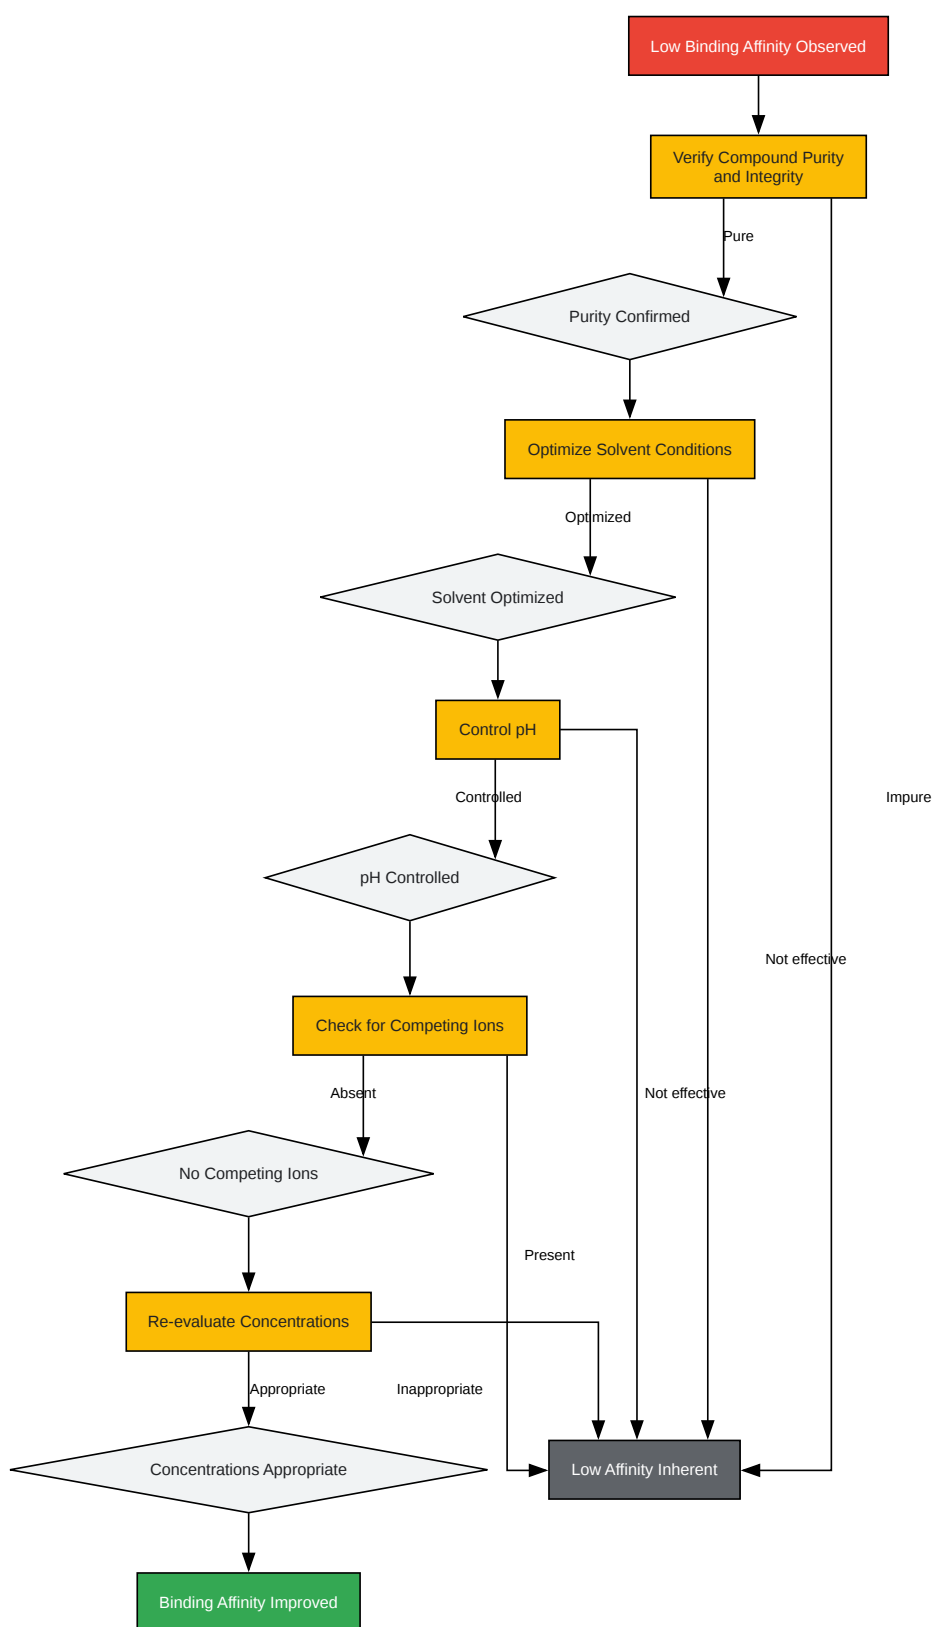 Low Binding Affinity Observed
Verify Compound Purity
and Integrity
Pure
Purity Confirmed
Optimize Solvent Conditions
Optimized
Solvent Optimized
Control pH
Controlled
Impure
pH Controlled
Not effective
Check for Competing Ions
Absent
Not effective
No Competing Ions
Present
Re-evaluate Concentrations
Appropriate
Inappropriate
Concentrations Appropriate
Low Affinity Inherent
Binding Affinity Improved